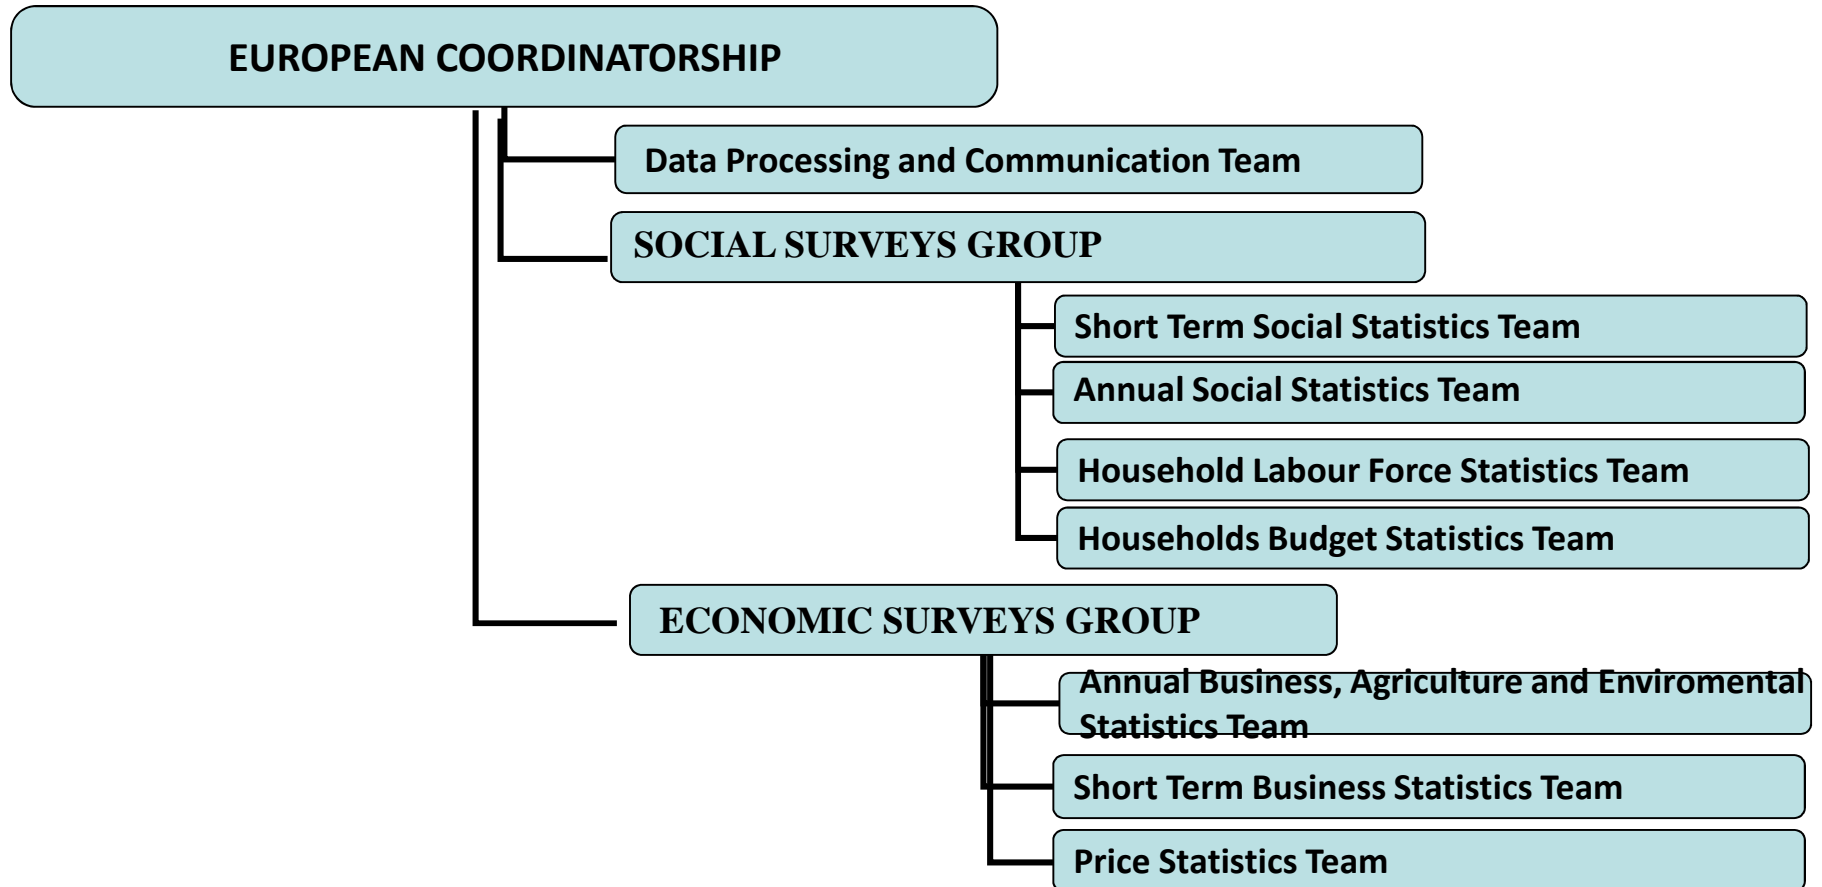 EUROPEAN COORDINATORSHIP
Data Processing and Communication Team
SOCIAL SURVEYS GROUP
Short Term Social Statistics Team
Annual Social Statistics Team
Household Labour Force Statistics Team
Households Budget Statistics Team
ECONOMIC SURVEYS GROUP
Annual Business, Agriculture and Enviromental
Statistics Team
Short Term Business Statistics Team
Price Statistics Team